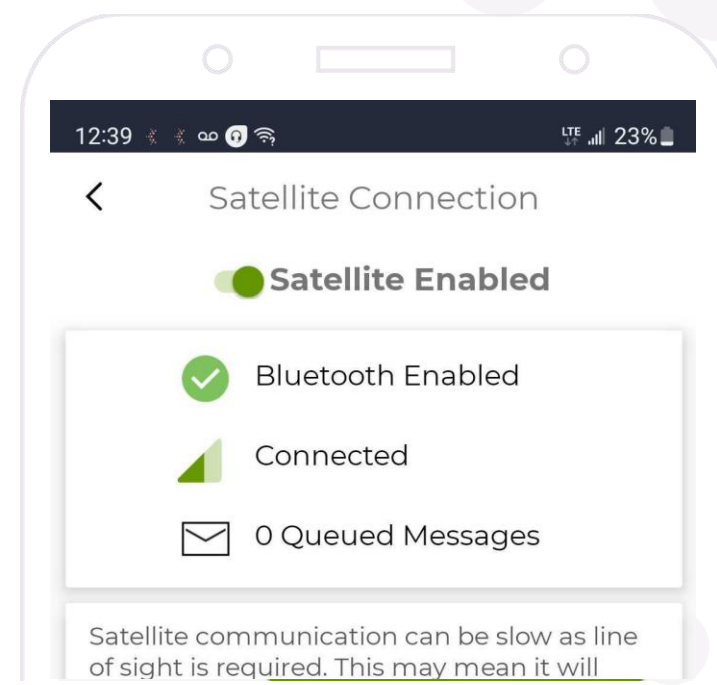 12:39 LTE 23%
Satellite Connection
Satellite Enabled
Bluetooth Enabled
Connected
0 Queued Messages
Satellite communication can be slow as line
of sight is required. This may mean it will